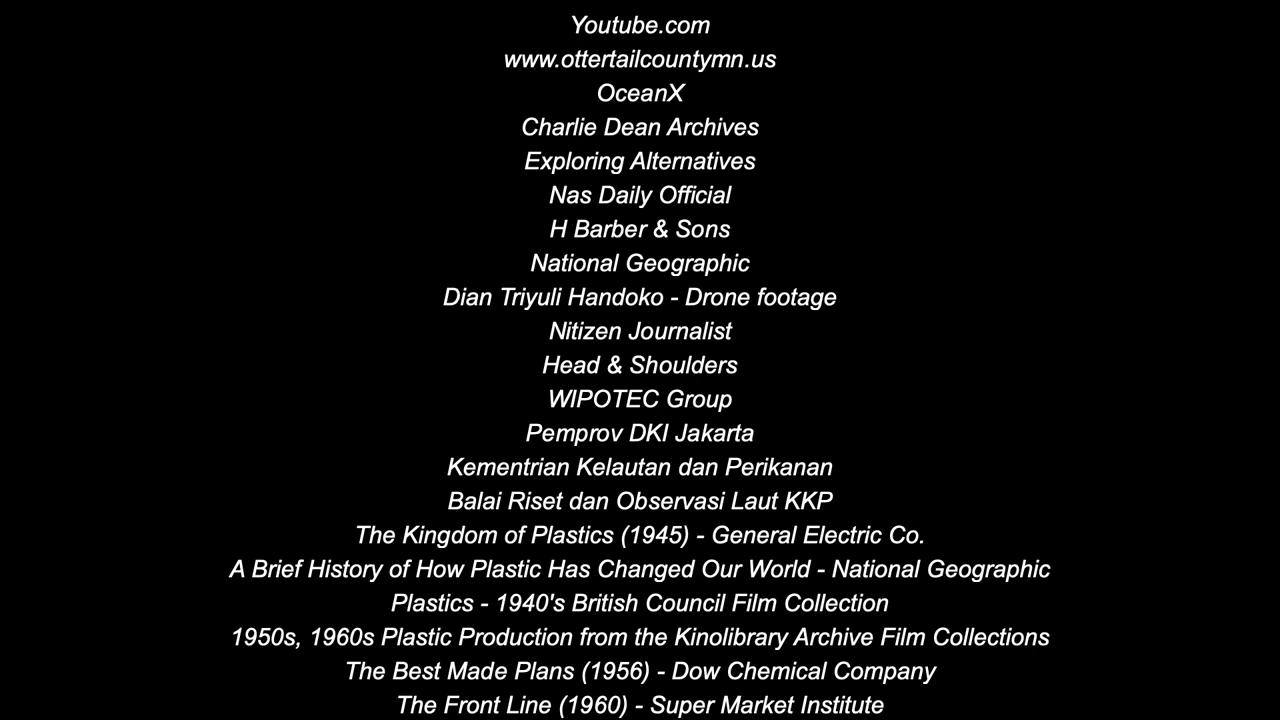 Youtube.com
www.ottertailcountymn.us
OceanX
Charlie Dean Archives
Exploring Alternatives
Nas Daily Official
H Barber & Sons
National Geographic
Dian Triyuli Handoko - Drone footage
Nitizen Journalist
Head & Shoulders
WIPOTEC Group
Pemprov DKI Jakarta
Kementrian Kelautan dan Perikanan
Balai Riset dan Observasi Laut KKP
The Kingdom of Plastics (1945) - General Electric Co.
A Brief History of How Plastic Has Changed Our World - National Geographic
Plastics - 1940's British Council Film Collection
1950s, 1960s Plastic Production from the Kinolibrary Archive Film Collections
The Best Made Plans (1956) - Dow Chemical Company
The Front Line (1960) - Super Market Institute